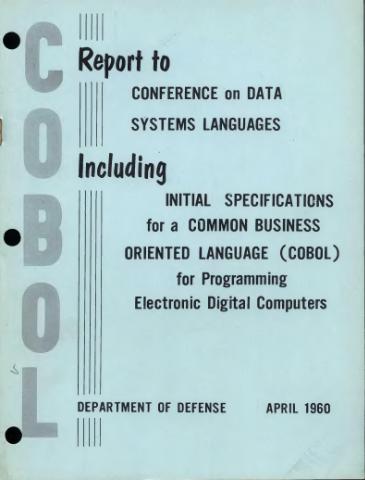 COBOL
Report to
CONFERENCE on DATA
SYSTEMS LANGUAGES
Including
INITIAL SPECIFICATIONS
for a COMMON BUSINESS
ORIENTED LANGUAGE (COBOL)
for Programming
Electronic Digital Computers
DEPARTMENT OF DEFENSE APRIL 1960